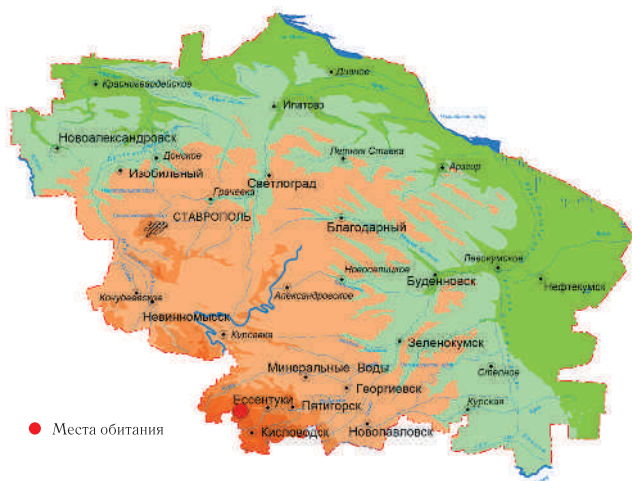 Дивное
Красногвардейское
Ипатово
Новоалександровск
Донское
Летняя Ставка
Арзгир
Изобильный
Светлоград
Грачевка
СТАВРОПОЛЬ
Благодарный
Левокумское
Новоселицкое
Буденновск
Нефтекумск
Кочубеевское
Александровское
Невинномысск
Курсавка
Зеленокумск
Минеральные Воды
Степное
Георгиевск
Ессентуки
Пятигорск
Курская
Места обитания
Кисловодск
Новопавловск